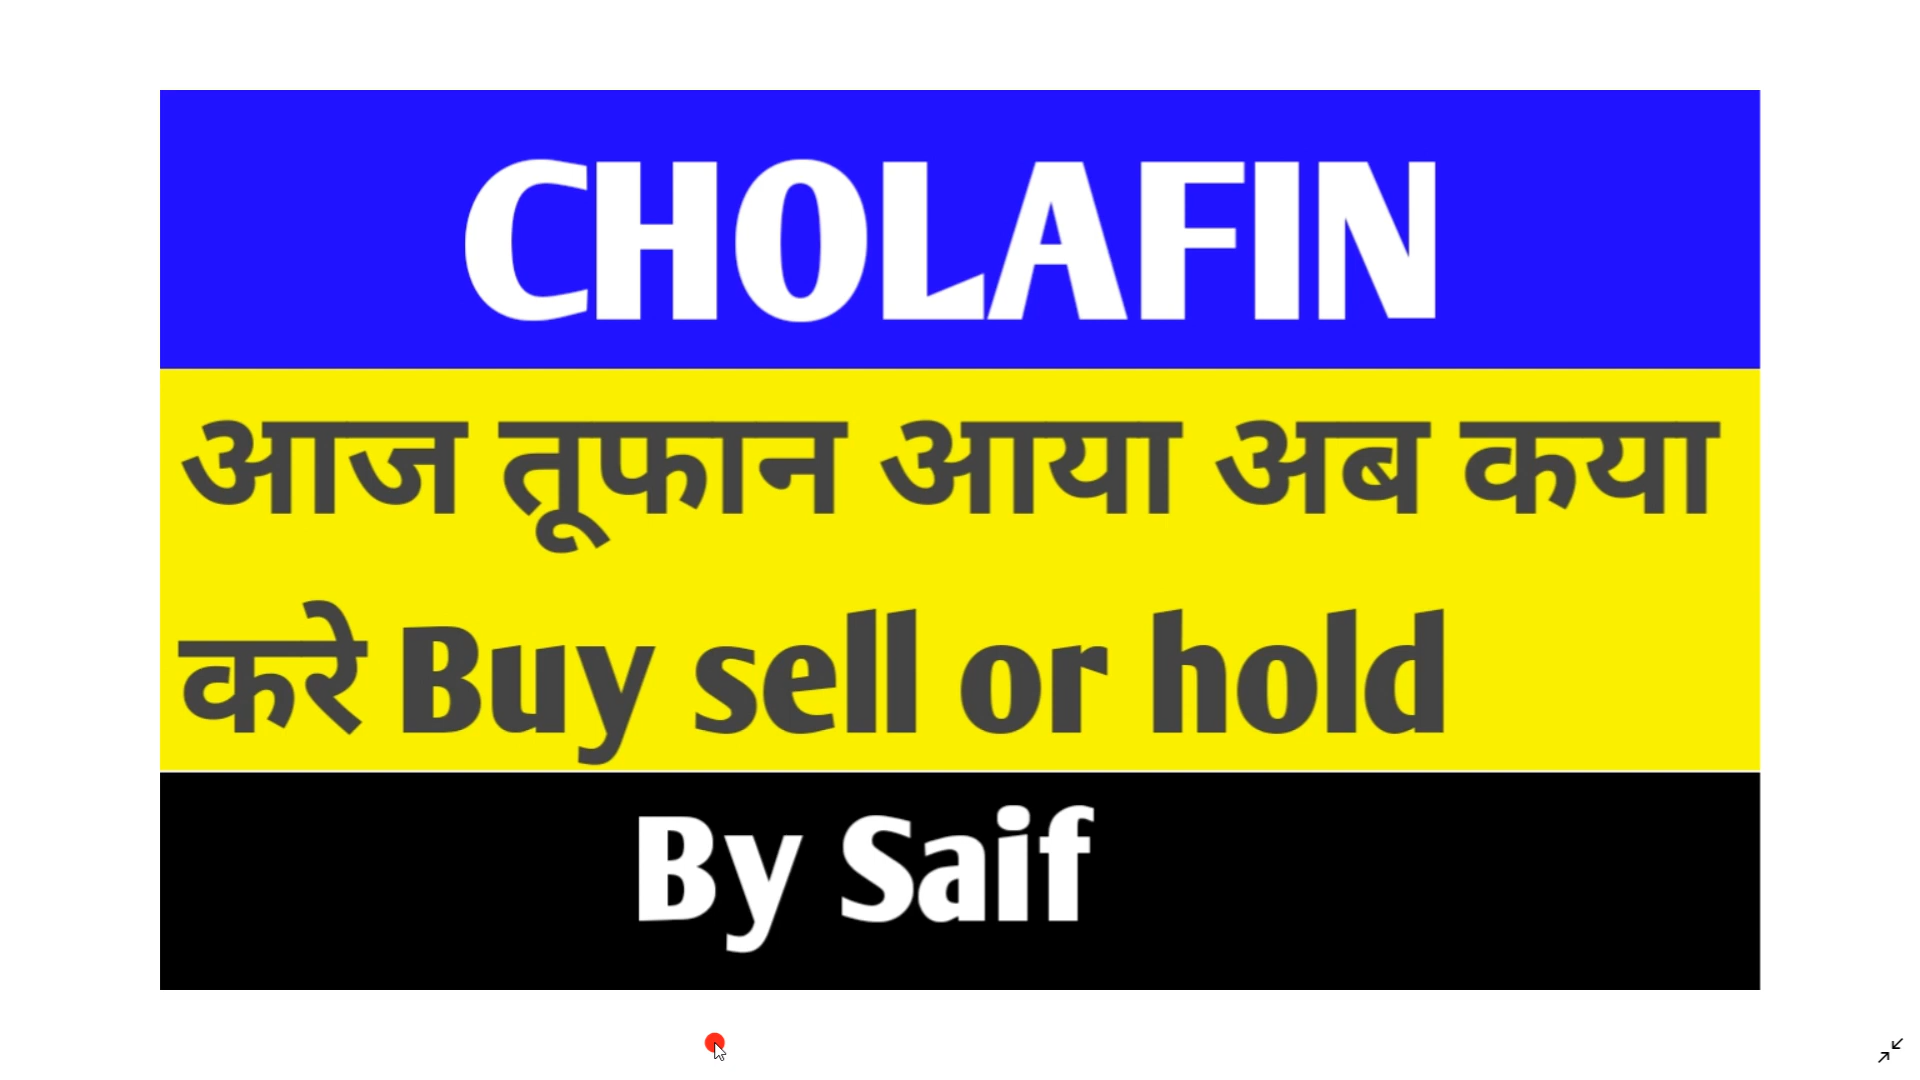 CHOLAFIN
आज तूफान आया अब कया
करे Buy sell or hold
By Saif